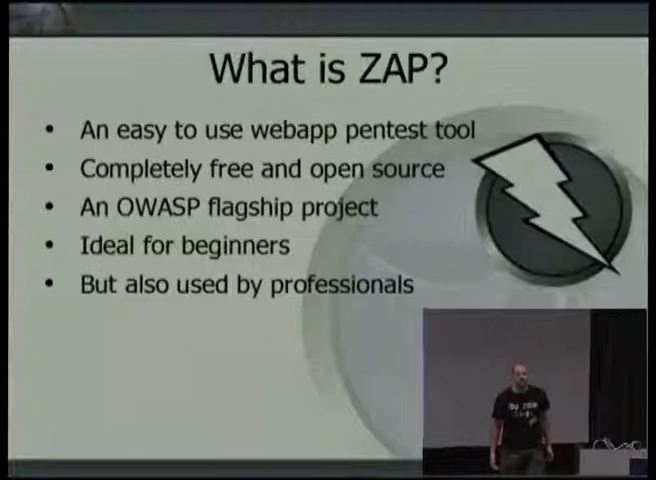 What is ZAP?
• An easy to use webapp pentest tool
• Completely free and open source
• An OWASP flagship project
• Ideal for beginners
• But also used by professionals